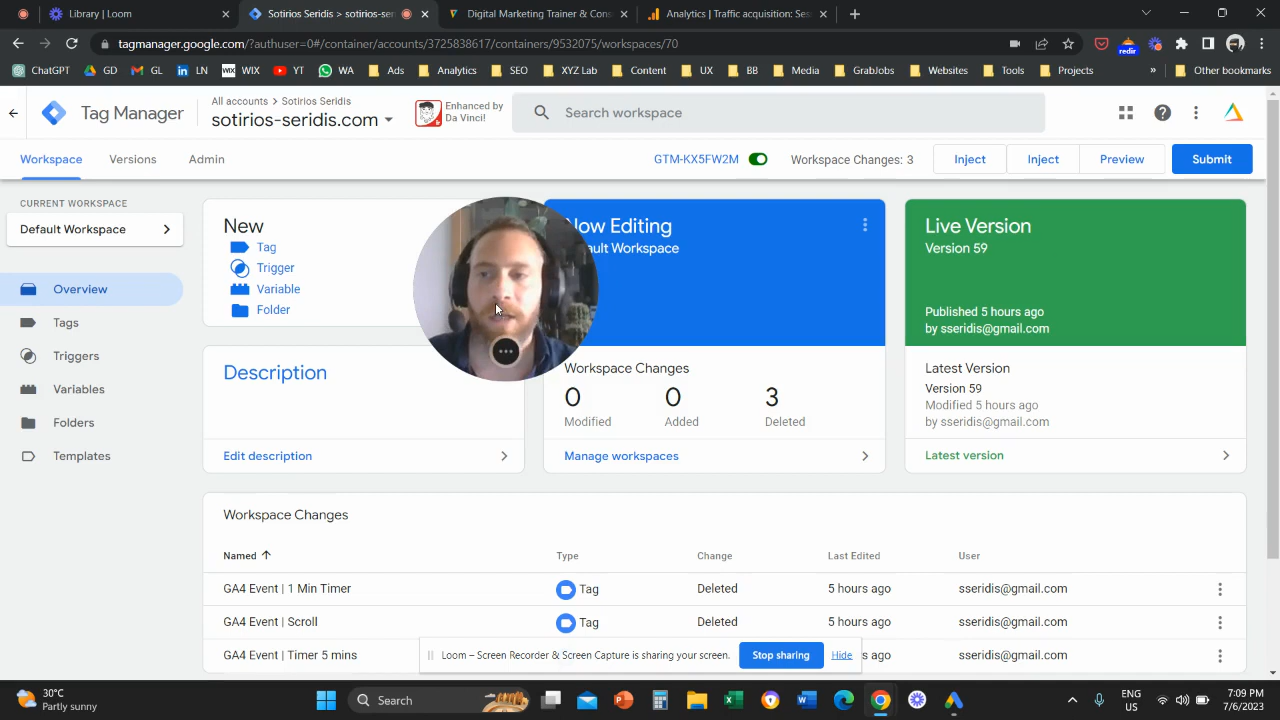 Library | Loom
Sotirios Seridis > sotirios-ser
Digital Marketing Trainer & Cons
Analytics | Traffic acquisition: Ses
tagmanager.google.com/?authuser=0#/container/accounts/3725838617/containers/9532075/workspaces/70
redir
ChatGPT GD GL LN WIX YT WA Ads Analytics SEO XYZ Lab Content UX BB Media GrabJobs Websites Tools Projects » Other bookmarks
Tag Manager
All accounts > Sotirios Seridis
sotirios-seridis.com
Enhanced by
Da Vinci!
Search workspace
Workspace Versions Admin
GTM-KX5FW2M Workspace Changes: 3 Inject Inject Preview Submit
CURRENT WORKSPACE
Default Workspace
Overview
Tags
Triggers
Variables
Folders
Templates
New
Tag
Trigger
Variable
Folder
Description
Edit description
Now Editing
ault Workspace
Workspace Changes
0 0 3
Modified Added Deleted
Manage workspaces
Live Version
Version 59
Published 5 hours ago
by sseridis@gmail.com
Latest Version
Version 59
Modified 5 hours ago
by sseridis@gmail.com
Latest version
Workspace Changes
Named Type Change Last Edited User
GA4 Event | 1 Min Timer Tag Deleted 5 hours ago sseridis@gmail.com
GA4 Event | Scroll Tag Deleted 5 hours ago sseridis@gmail.com
GA4 Event | Timer 5 mins s ago sseridis@gmail.com
Loom – Screen Recorder & Screen Capture is sharing your screen. Stop sharing Hide
30°C
Partly sunny
Search
ENG
US
7:09 PM
7/6/2023